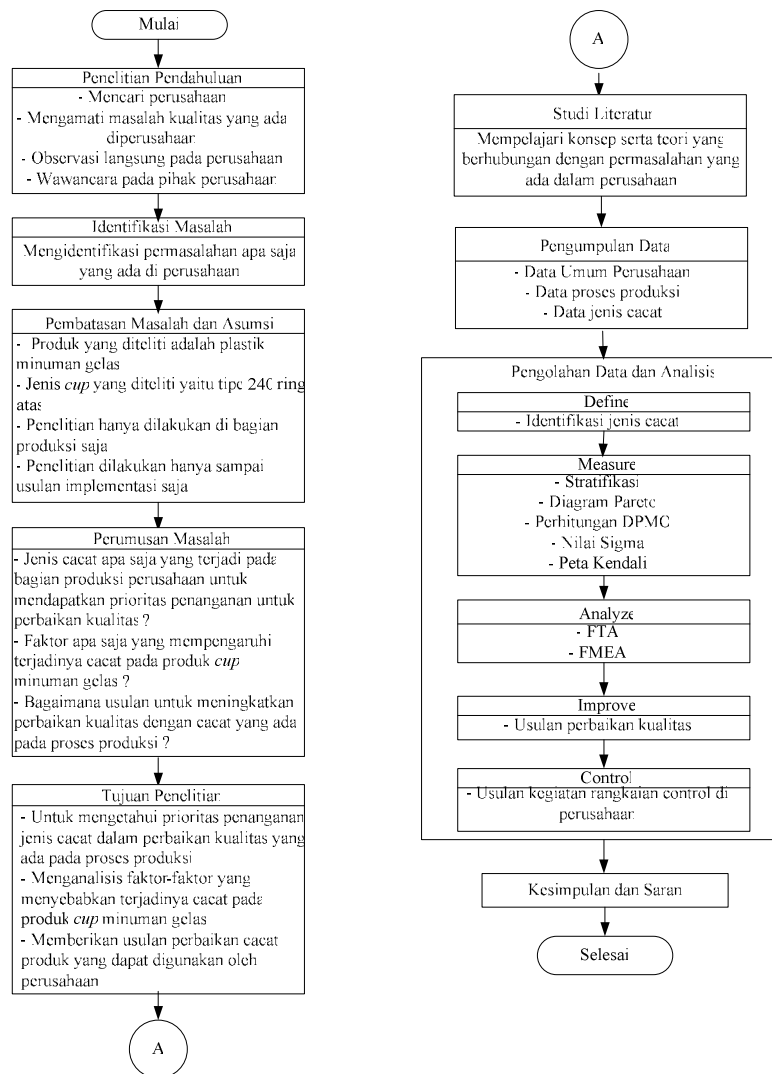 Mulai
Penelitian Pendahuluan
- Mencari perusahaan
- Mengamati masalah kualitas yang ada
diperusahaan
- Observasi langsung pada perusahaan
- Wawancara pada pihak perusahaan
Identifikasi Masalah
Mengidentifikasi permasalahan apa saja
yang ada di perusahaan
Pembatasan Masalah dan Asumsi
- Produk yang diteliti adalah plastik
minuman gelas
- Jenis cup yang diteliti yaitu tipe 240 ring
atas
- Penelitian hanya dilakukan di bagian
produksi saja
- Penelitian dilakukan hanya sampai
usulan implementasi saja
Perumusan Masalah
- Jenis cacat apa saja yang terjadi pada
bagian produksi perusahaan untuk
mendapatkan prioritas penanganan untuk
perbaikan kualitas ?
- Faktor apa saja yang mempengaruhi
terjadinya cacat pada produk cup
minuman gelas ?
- Bagaimana usulan untuk meningkatkan
perbaikan kualitas dengan cacat yang ada
pada proses produksi ?
Tujuan Penelitian
- Untuk mengetahui prioritas penanganan
jenis cacat dalam perbaikan kualitas yang
ada pada proses produksi
- Menganalisis faktor-faktor yang
menyebabkan terjadinya cacat pada
produk cup minuman gelas
- Memberikan usulan perbaikan cacat
produk yang dapat digunakan oleh
perusahaan
A
A
Studi Literatur
Mempelajari konsep serta teori yang
berhubungan dengan permasalahan yang
ada dalam perusahaan
Pengumpulan Data
- Data Umum Perusahaan
- Data proses produksi
- Data jenis cacat
Pengolahan Data dan Analisis
Define
- Identifikasi jenis cacat
Measure
- Stratifikasi
- Diagram Pareto
- Perhitungan DPMO
- Nilai Sigma
- Peta Kendali
Analyze
- FTA
- FMEA
Improve
- Usulan perbaikan kualitas
Control
- Usulan kegiatan rangkaian control di
perusahaan
Kesimpulan dan Saran
Selesai